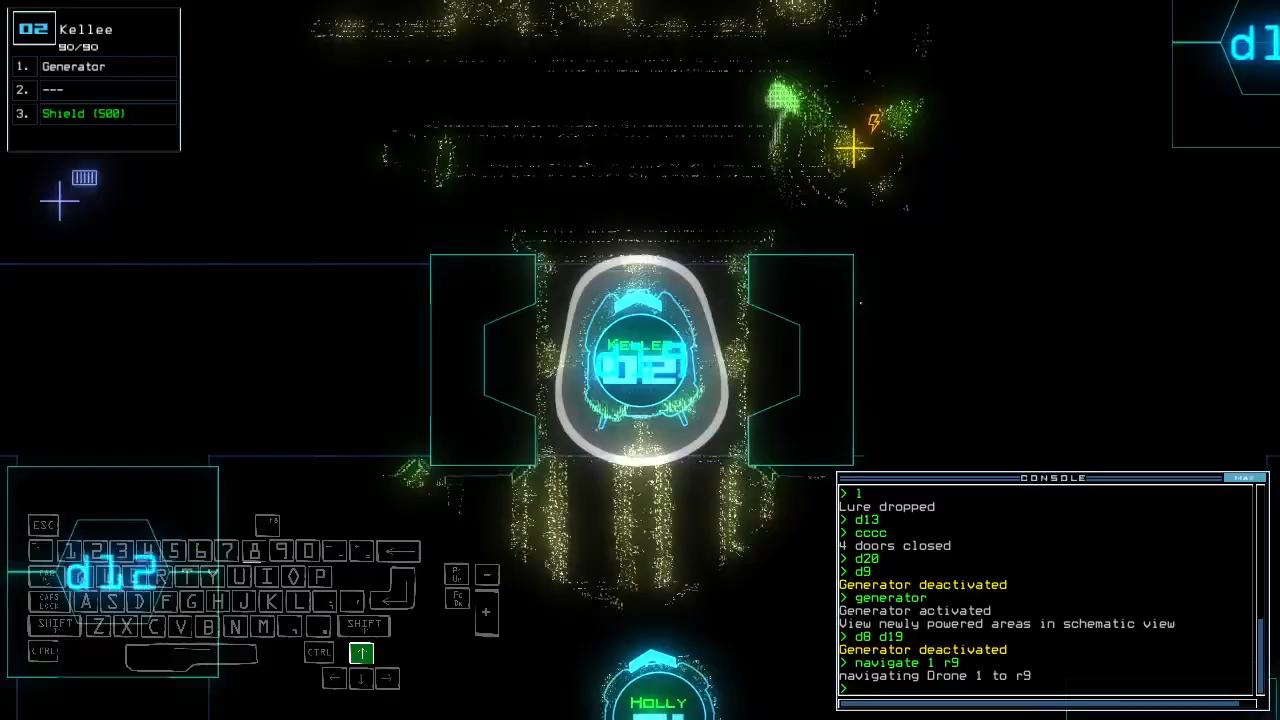 02 Kellee
90/90
1. Generator
2. ---
3. Shield (500)
d1
KELLEE
d12
HOLLY
ESC
1 2 3 4 5 6 7 8 9 0
R T Y U I O P
CAPS LOCK A S D F G H J K L ;
SHIFT Z X C V B N M , . SHIFT
CTRL CTRL
CONSOLE
MAX
> 1
Lure dropped
> d13
> cccc
4 doors closed
> d20
> d9
Generator deactivated
> generator
Generator activated
View newly powered areas in schematic view
> d8 d19
Generator deactivated
> navigate 1 r9
navigating Drone 1 to r9
>